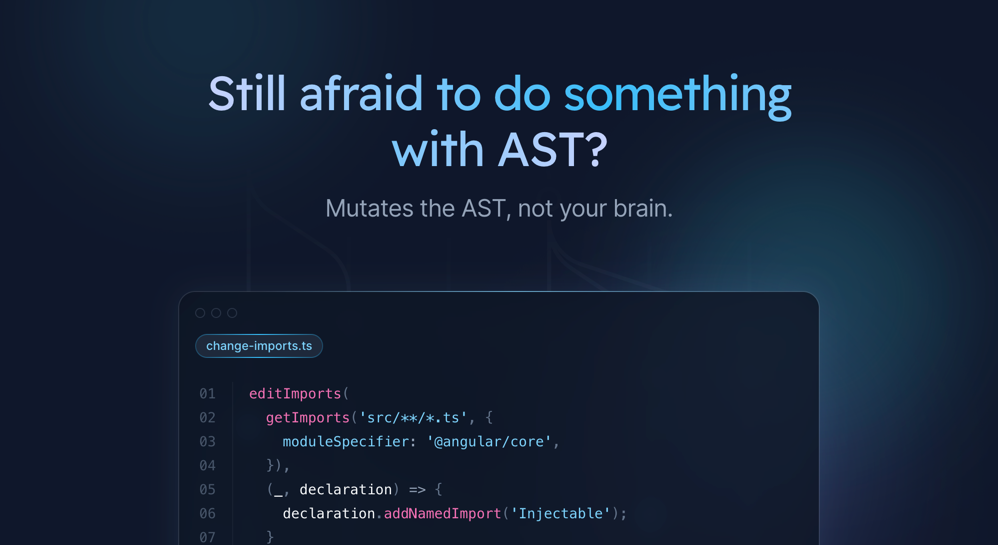 Still afraid to do something
with AST?
Mutates the AST, not your brain.
change-imports.ts
01 editImports(
02 getImports('src/**/*.ts', {
03 moduleSpecifier: '@angular/core',
04 }),
05 (_, declaration) => {
06 declaration.addNamedImport('Injectable');
07 }